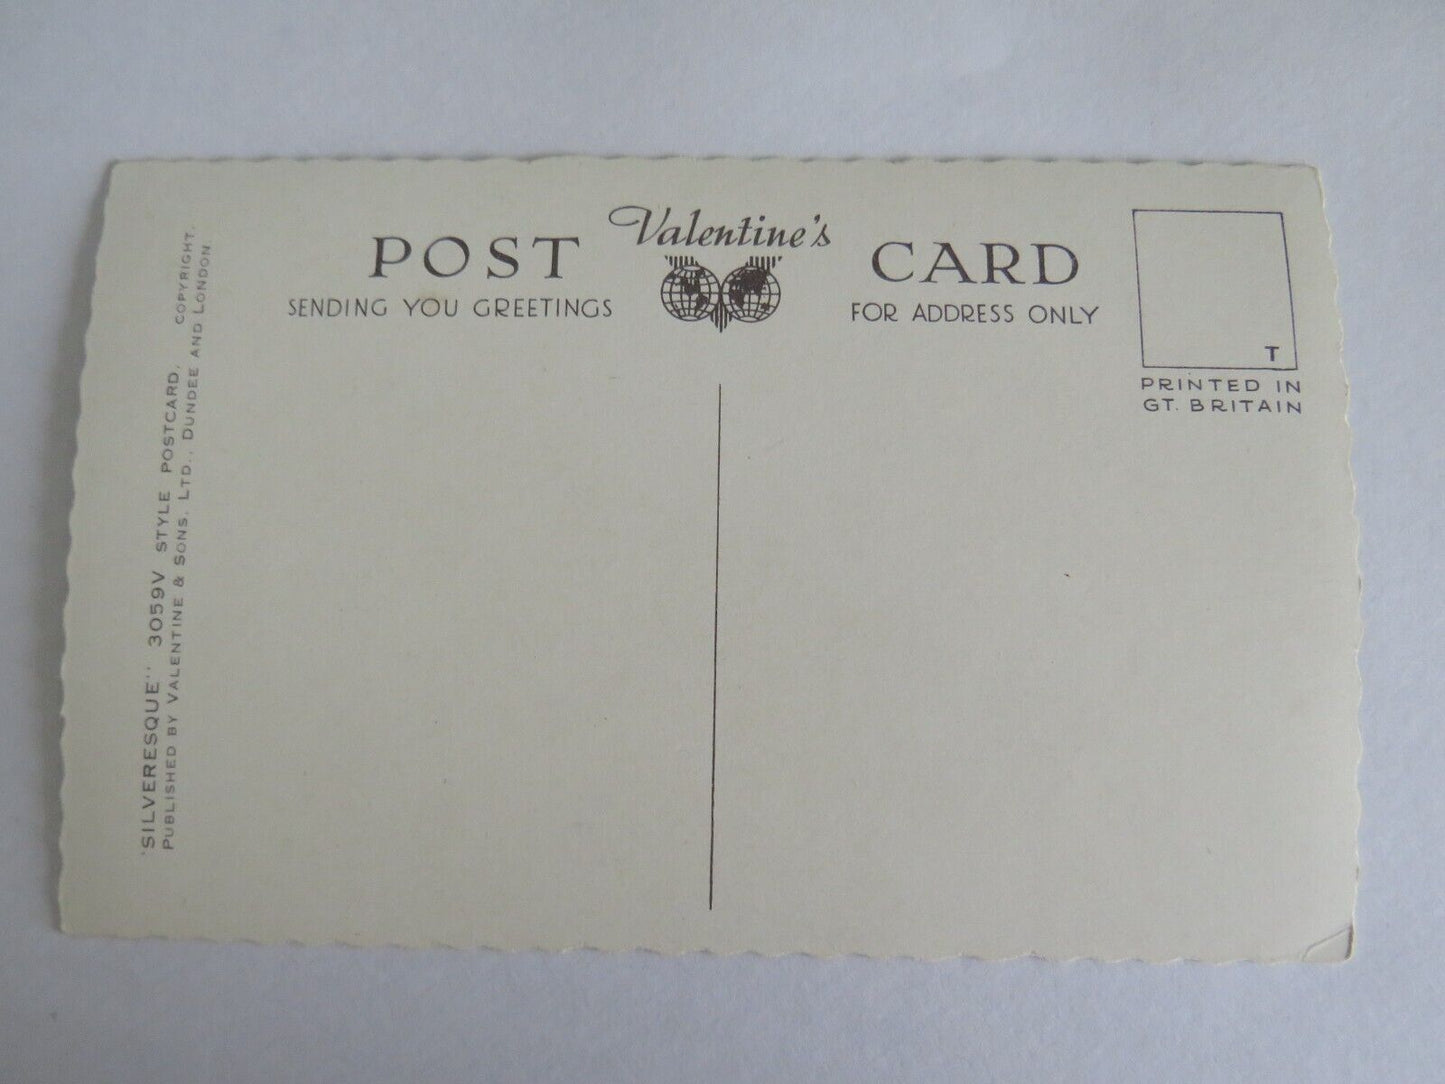 Valentine's
POST CARD
SENDING YOU GREETINGS
FOR ADDRESS ONLY
T
PRINTED IN
GT. BRITAIN
'SILVERESQUE'' 3059V STYLE POSTCARD. COPYRIGHT.
PUBLISHED BY VALENTINE & SONS. LTD., DUNDEE AND LONDON